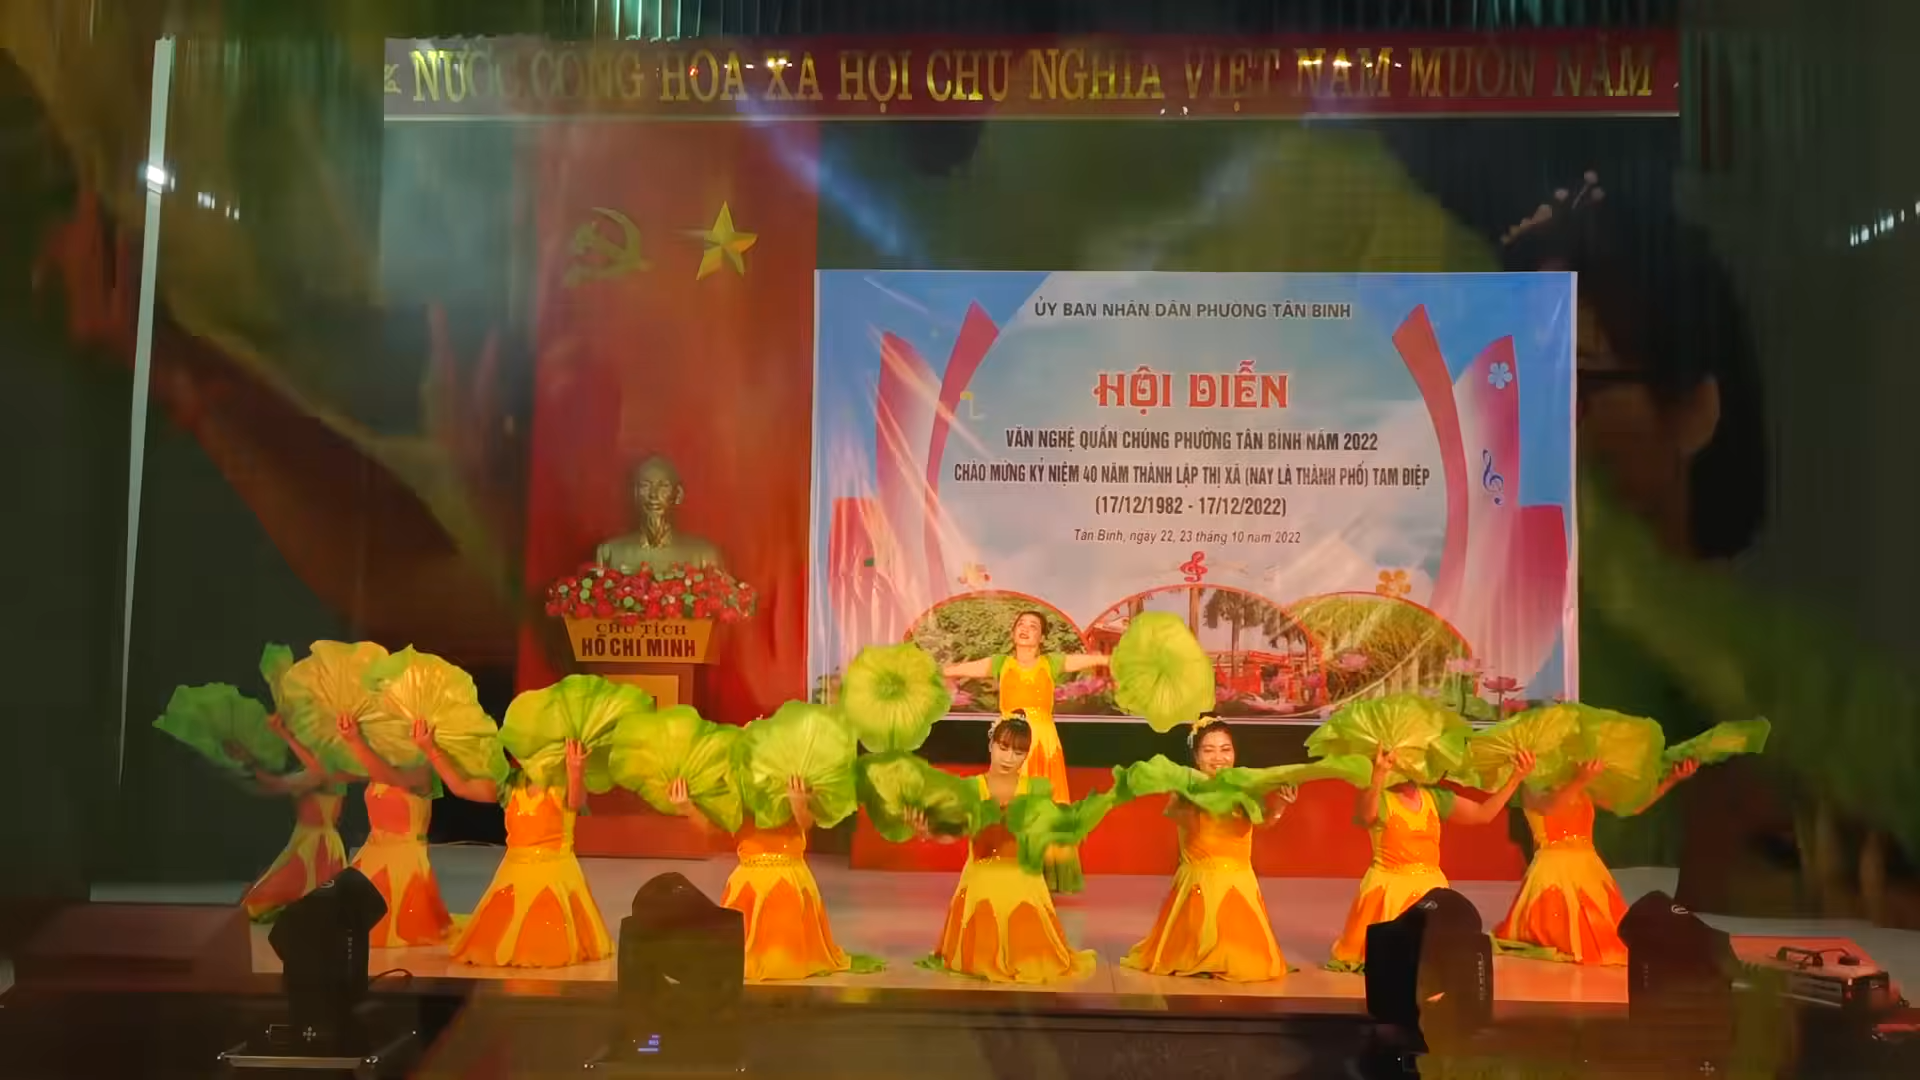 NƯỚC CỘNG HÒA XÃ HỘI CHỦ NGHĨA VIỆT NAM MUÔN NĂM
ỦY BAN NHÂN DÂN PHƯỜNG TÂN BÌNH
HỘI DIỄN
VĂN NGHỆ QUẦN CHÚNG PHƯỜNG TÂN BÌNH NĂM 2022
CHÀO MỪNG KỶ NIỆM 40 NĂM THÀNH LẬP THỊ XÃ (NAY LÀ THÀNH PHỐ) TAM ĐIỆP
(17/12/1982 - 17/12/2022)
Tân Bình, ngày 22, 23 tháng 10 năm 2022
CHỦ TỊCH
HỒ CHÍ MINH